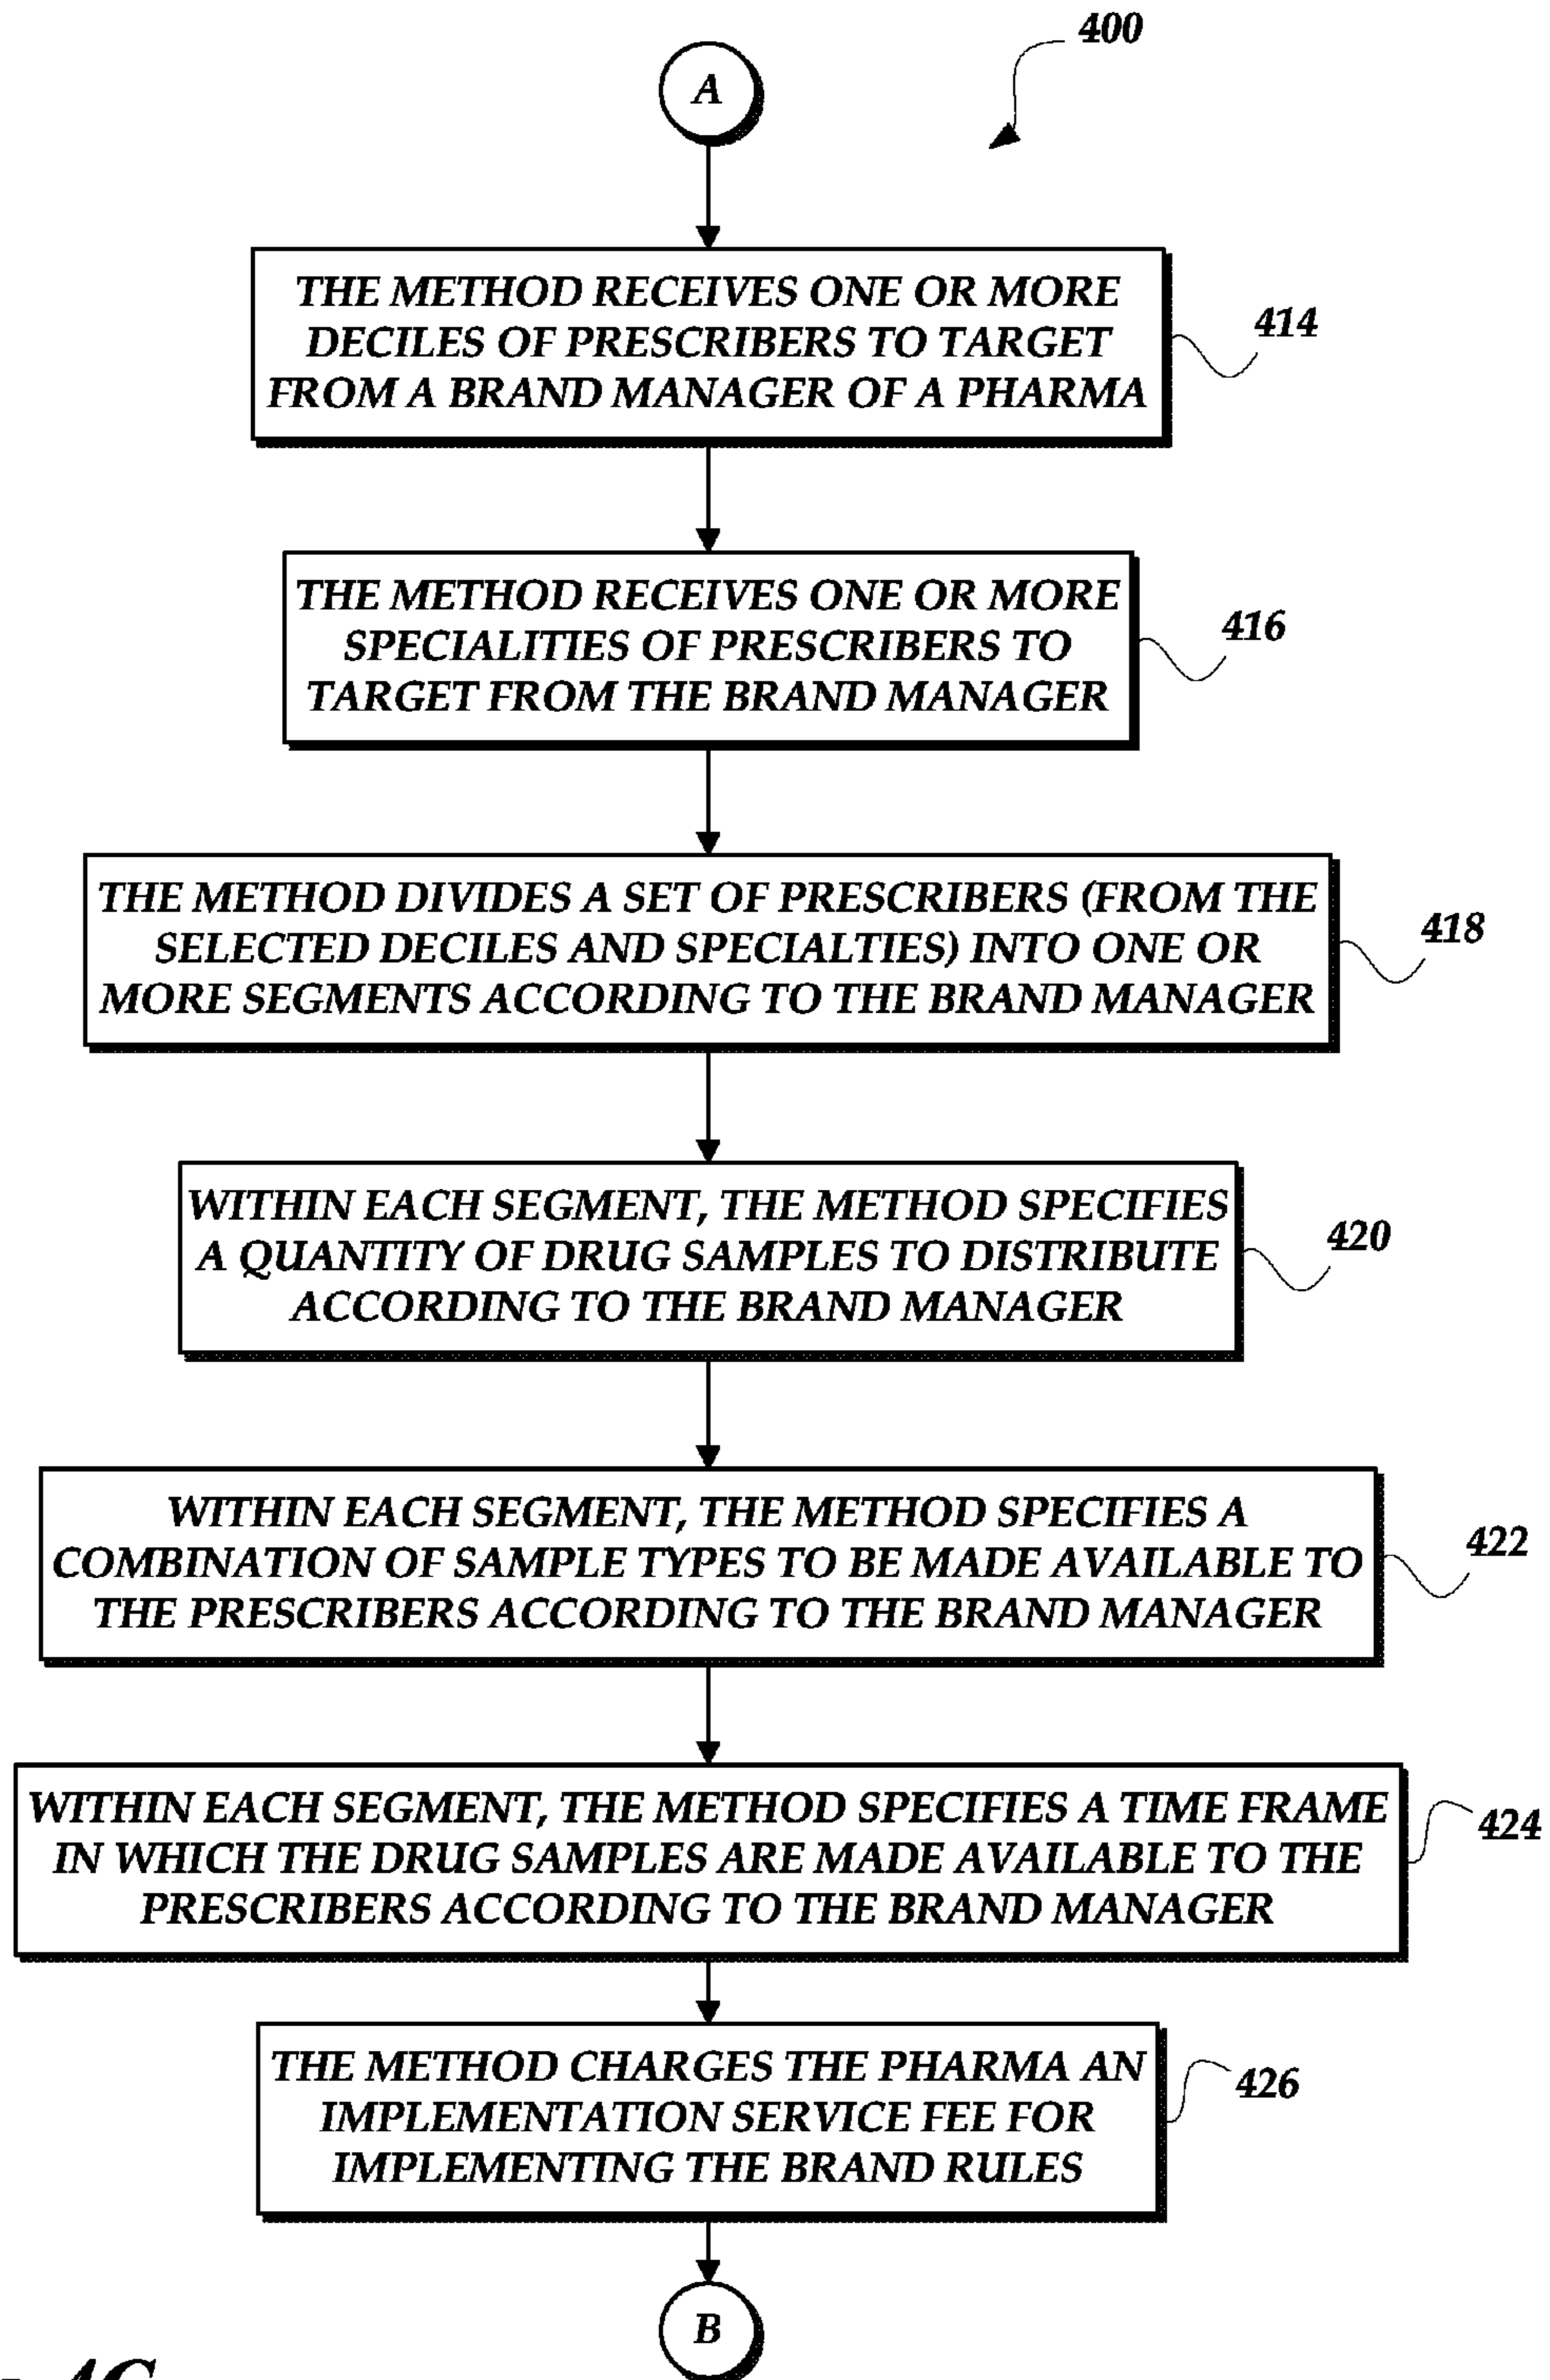 400
A
THE METHOD RECEIVES ONE OR MORE
DECILES OF PRESCRIBERS TO TARGET
FROM A BRAND MANAGER OF A PHARMA
414
THE METHOD RECEIVES ONE OR MORE
SPECIALITIES OF PRESCRIBERS TO
TARGET FROM THE BRAND MANAGER
416
THE METHOD DIVIDES A SET OF PRESCRIBERS (FROM THE
SELECTED DECILES AND SPECIALTIES) INTO ONE OR
MORE SEGMENTS ACCORDING TO THE BRAND MANAGER
418
WITHIN EACH SEGMENT, THE METHOD SPECIFIES
A QUANTITY OF DRUG SAMPLES TO DISTRIBUTE
ACCORDING TO THE BRAND MANAGER
420
WITHIN EACH SEGMENT, THE METHOD SPECIFIES A
COMBINATION OF SAMPLE TYPES TO BE MADE AVAILABLE TO
THE PRESCRIBERS ACCORDING TO THE BRAND MANAGER
422
WITHIN EACH SEGMENT, THE METHOD SPECIFIES A TIME FRAME
IN WHICH THE DRUG SAMPLES ARE MADE AVAILABLE TO THE
PRESCRIBERS ACCORDING TO THE BRAND MANAGER
424
THE METHOD CHARGES THE PHARMA AN
IMPLEMENTATION SERVICE FEE FOR
IMPLEMENTING THE BRAND RULES
426
B
4C